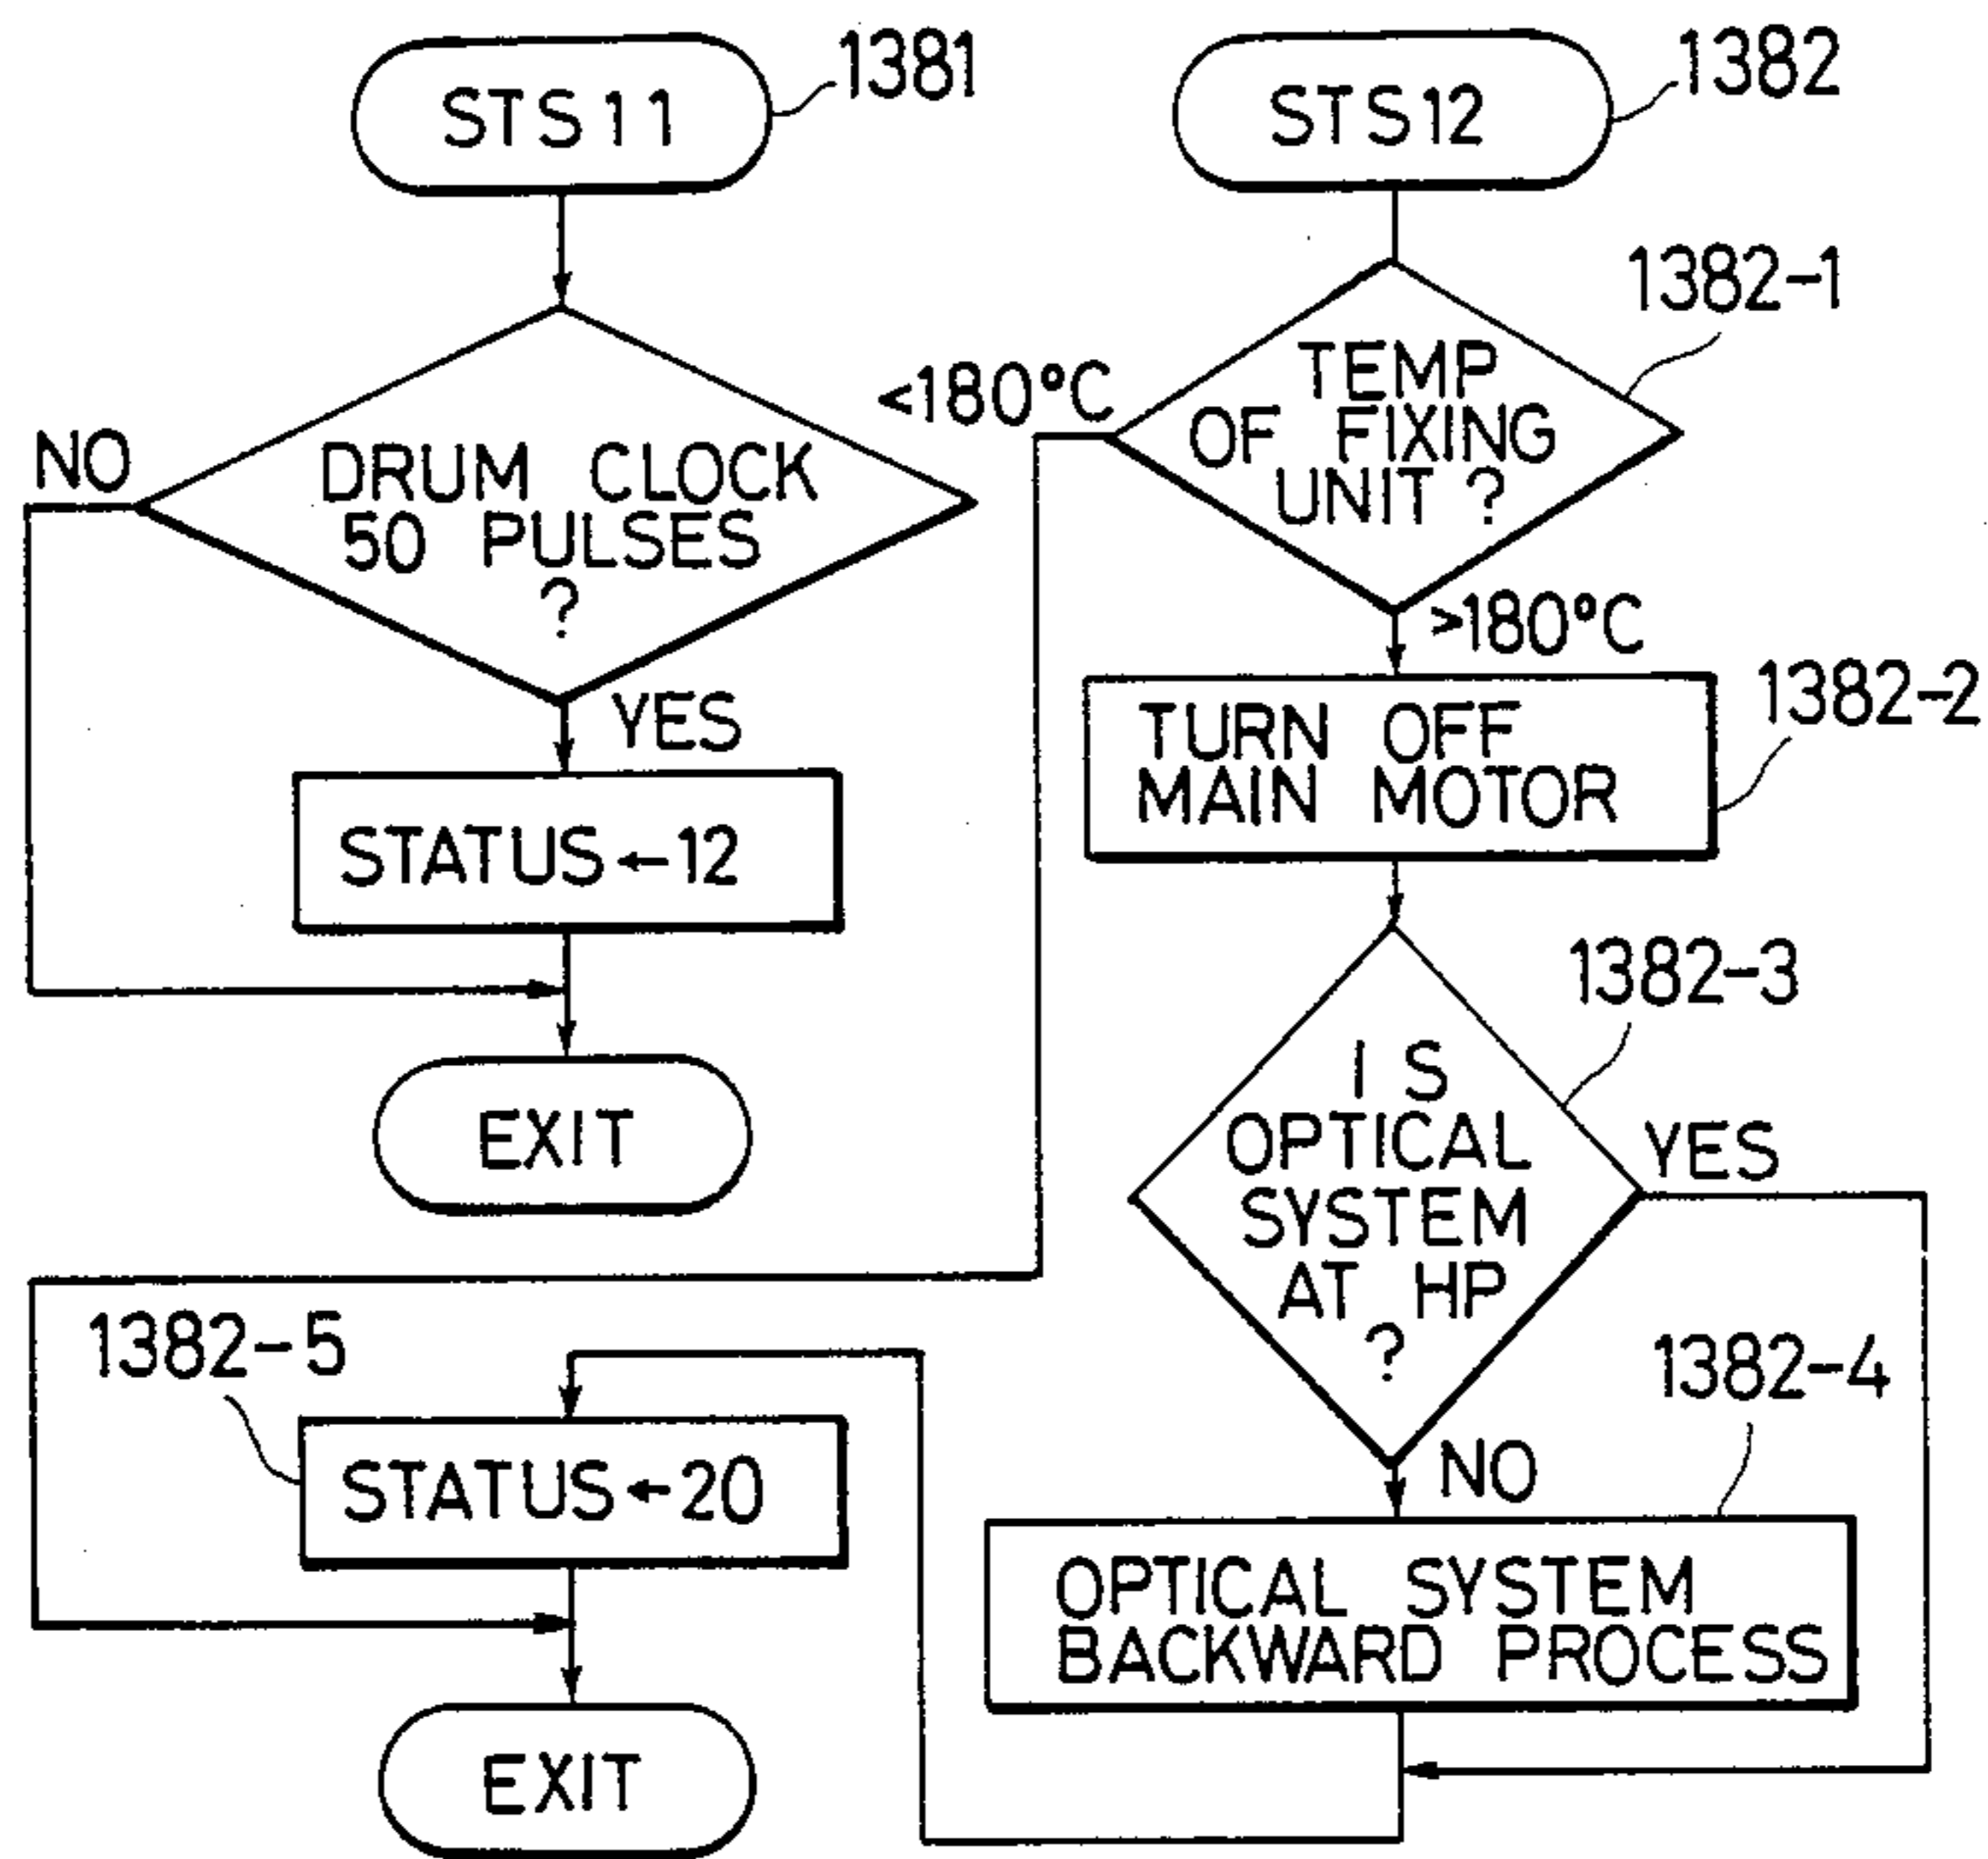 STS11
1381
DRUM CLOCK
50 PULSES
?
NO
YES
STATUS←12
EXIT
STS12
1382
1382-1
TEMP
OF FIXING
UNIT ?
<180°C
>180°C
TURN OFF
MAIN MOTOR
1382-2
1382-3
IS
OPTICAL
SYSTEM
AT HP
?
YES
NO
1382-4
OPTICAL SYSTEM
BACKWARD PROCESS
1382-5
STATUS←20
EXIT